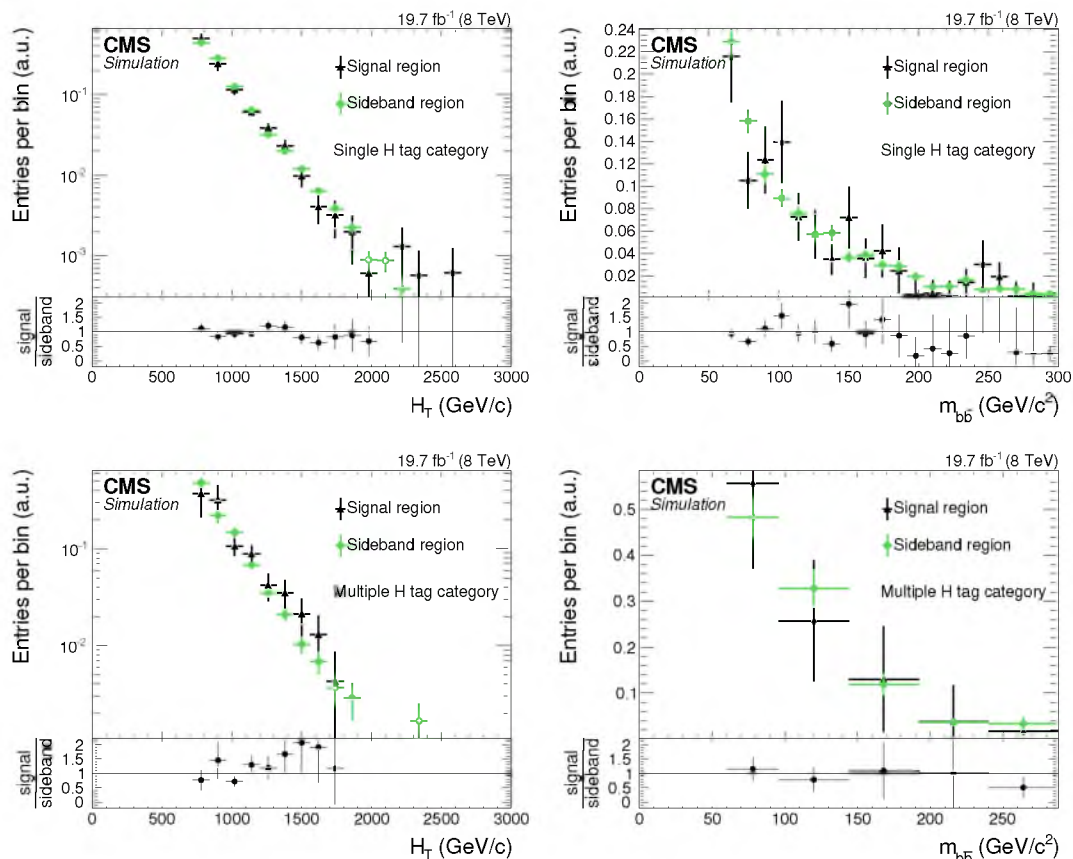 19.7 fb⁻¹ (8 TeV)
CMS
Simulation
Signal region
Sideband region
Single H tag category
Entries per bin (a.u.)
10⁻¹
10⁻²
10⁻³
signal
sideband
2
1.5
1
0.5
0
0 500 1000 1500 2000 2500 3000
H_T (GeV/c)
19.7 fb⁻¹ (8 TeV)
CMS
Simulation
Signal region
Sideband region
Single H tag category
Entries per bin (a.u.)
0.24
0.22
0.2
0.18
0.16
0.14
0.12
0.1
0.08
0.06
0.04
0.02
signal
sideband
2
1.5
1
0.5
0
0 50 100 150 200 250 300
m_bb̄ (GeV/c²)
19.7 fb⁻¹ (8 TeV)
CMS
Simulation
Signal region
Sideband region
Multiple H tag category
Entries per bin (a.u.)
10⁻¹
10⁻²
signal
sideband
2
1.5
1
0.5
0
0 500 1000 1500 2000 2500 3000
H_T (GeV/c)
19.7 fb⁻¹ (8 TeV)
CMS
Simulation
Signal region
Sideband region
Multiple H tag category
Entries per bin (a.u.)
0.5
0.4
0.3
0.2
0.1
signal
sideband
2
1.5
1
0.5
0
0 50 100 150 200 250
m_bb̄ (GeV/c²)